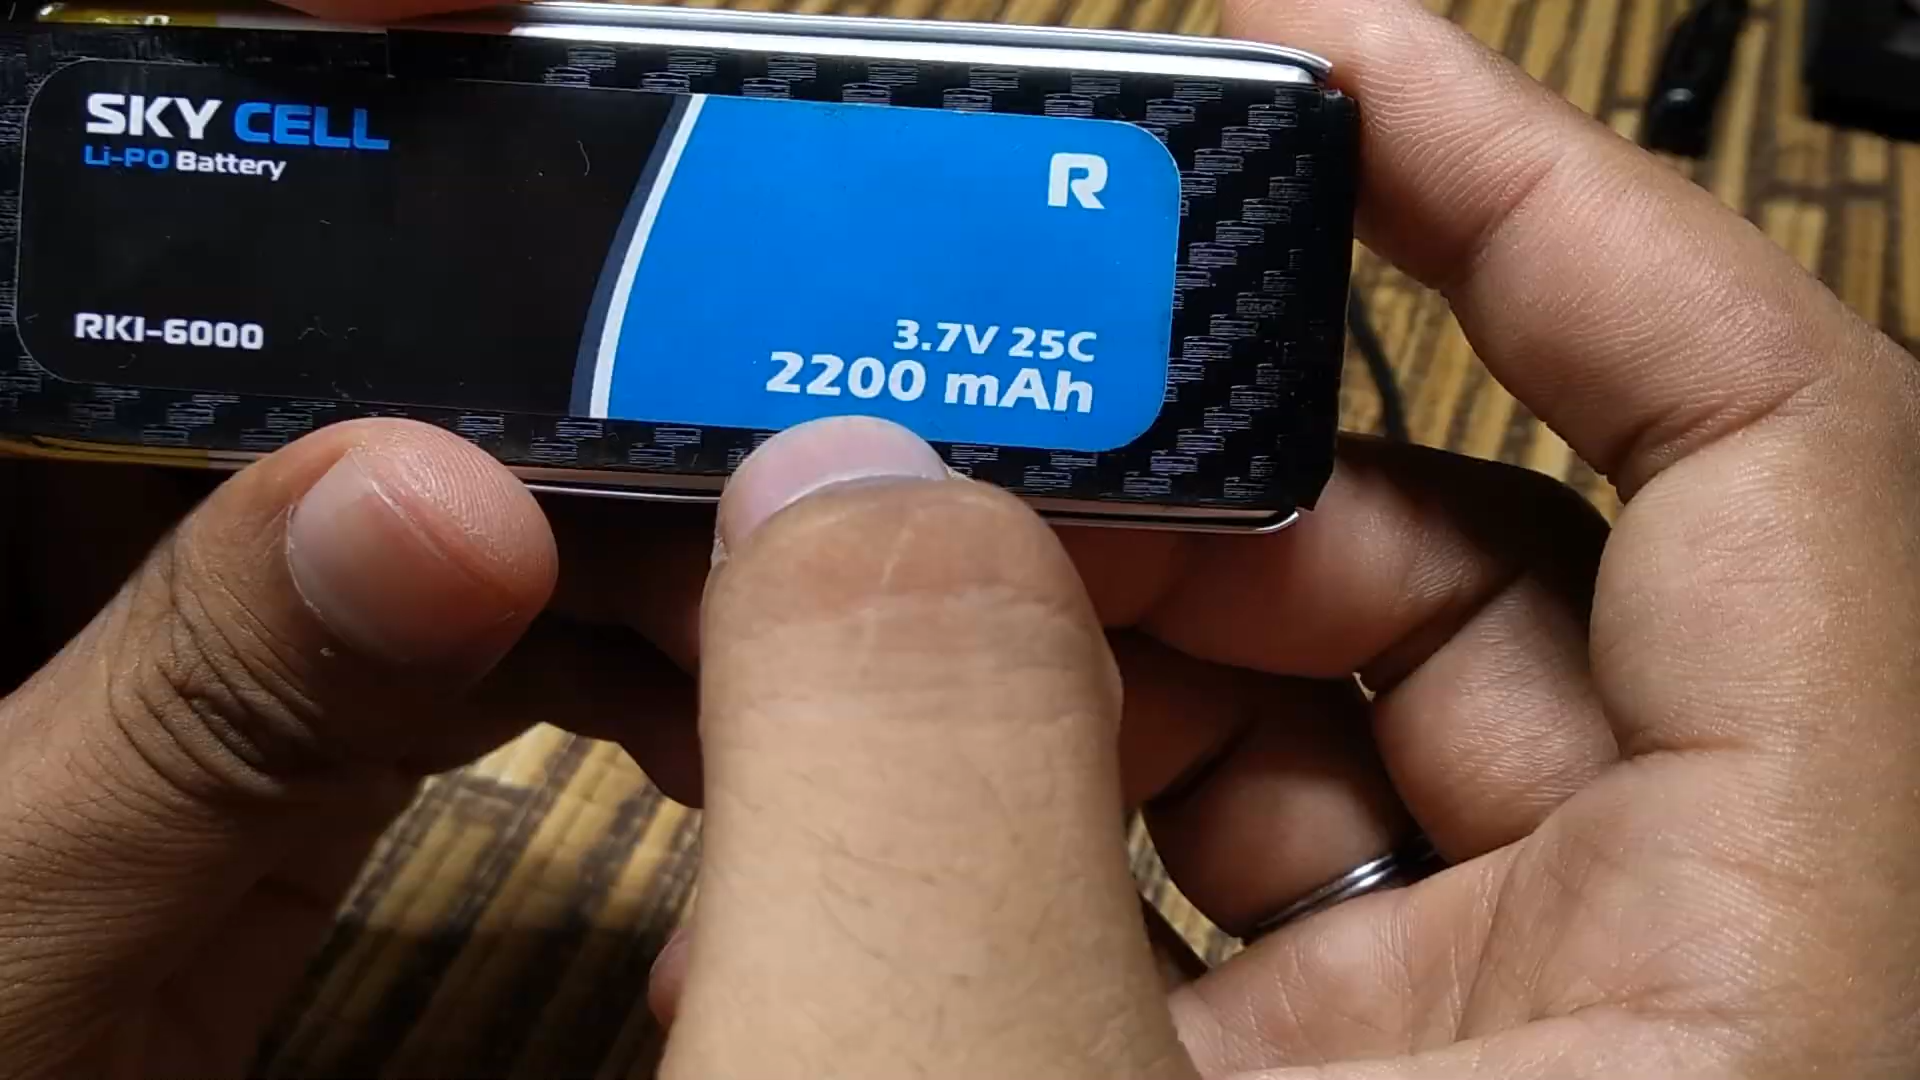 SKY CELL
Li-PO Battery
RKI-6000
R
3.7V 25C
2200 mAh